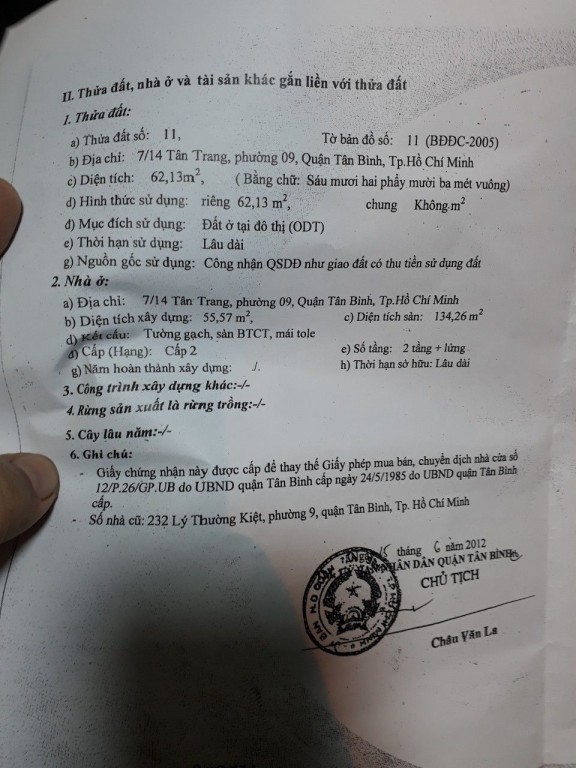 II. Thửa đất, nhà ở và tài sản khác gắn liền với thửa đất
1. Thửa đất:
a) Thửa đất số: 11, Tờ bản đồ số: 11 (BĐĐC-2005)
b) Địa chỉ: 7/14 Tân Trang, phường 09, Quận Tân Bình, Tp.Hồ Chí Minh
c) Diện tích: 62,13m², ( Bằng chữ: Sáu mươi hai phẩy mười ba mét vuông)
d) Hình thức sử dụng: riêng 62,13 m², chung Không m²
đ) Mục đích sử dụng: Đất ở tại đô thị (ODT)
e) Thời hạn sử dụng: Lâu dài
g) Nguồn gốc sử dụng: Công nhận QSDĐ như giao đất có thu tiền sử dụng đất
2. Nhà ở:
a) Địa chỉ: 7/14 Tân Trang, phường 09, Quận Tân Bình, Tp.Hồ Chí Minh
b) Diện tích xây dựng: 55,57 m², c) Diện tích sàn: 134,26 m²
d) Kết cấu: Tường gạch, sàn BTCT, mái tole
đ) Cấp (Hạng): Cấp 2 e) Số tầng: 2 tầng + lửng
g) Năm hoàn thành xây dựng: ./. h) Thời hạn sở hữu: Lâu dài
3. Công trình xây dựng khác:-/-
4. Rừng sản xuất là rừng trồng:-/-
5. Cây lâu năm:-/-
6. Ghi chú:
- Giấy chứng nhận này được cấp để thay thế Giấy phép mua bán, chuyển dịch nhà cửa số
12/P.26/GP.UB do UBND quận Tân Bình cấp ngày 24/5/1985 do UBND quận Tân Bình
cấp.
- Số nhà cũ: 232 Lý Thường Kiệt, phường 9, quận Tân Bình, Tp. Hồ Chí Minh
15 tháng 6 năm 2012
NHÂN DÂN QUẬN TÂN BÌNH
CHỦ TỊCH
Châu Văn La